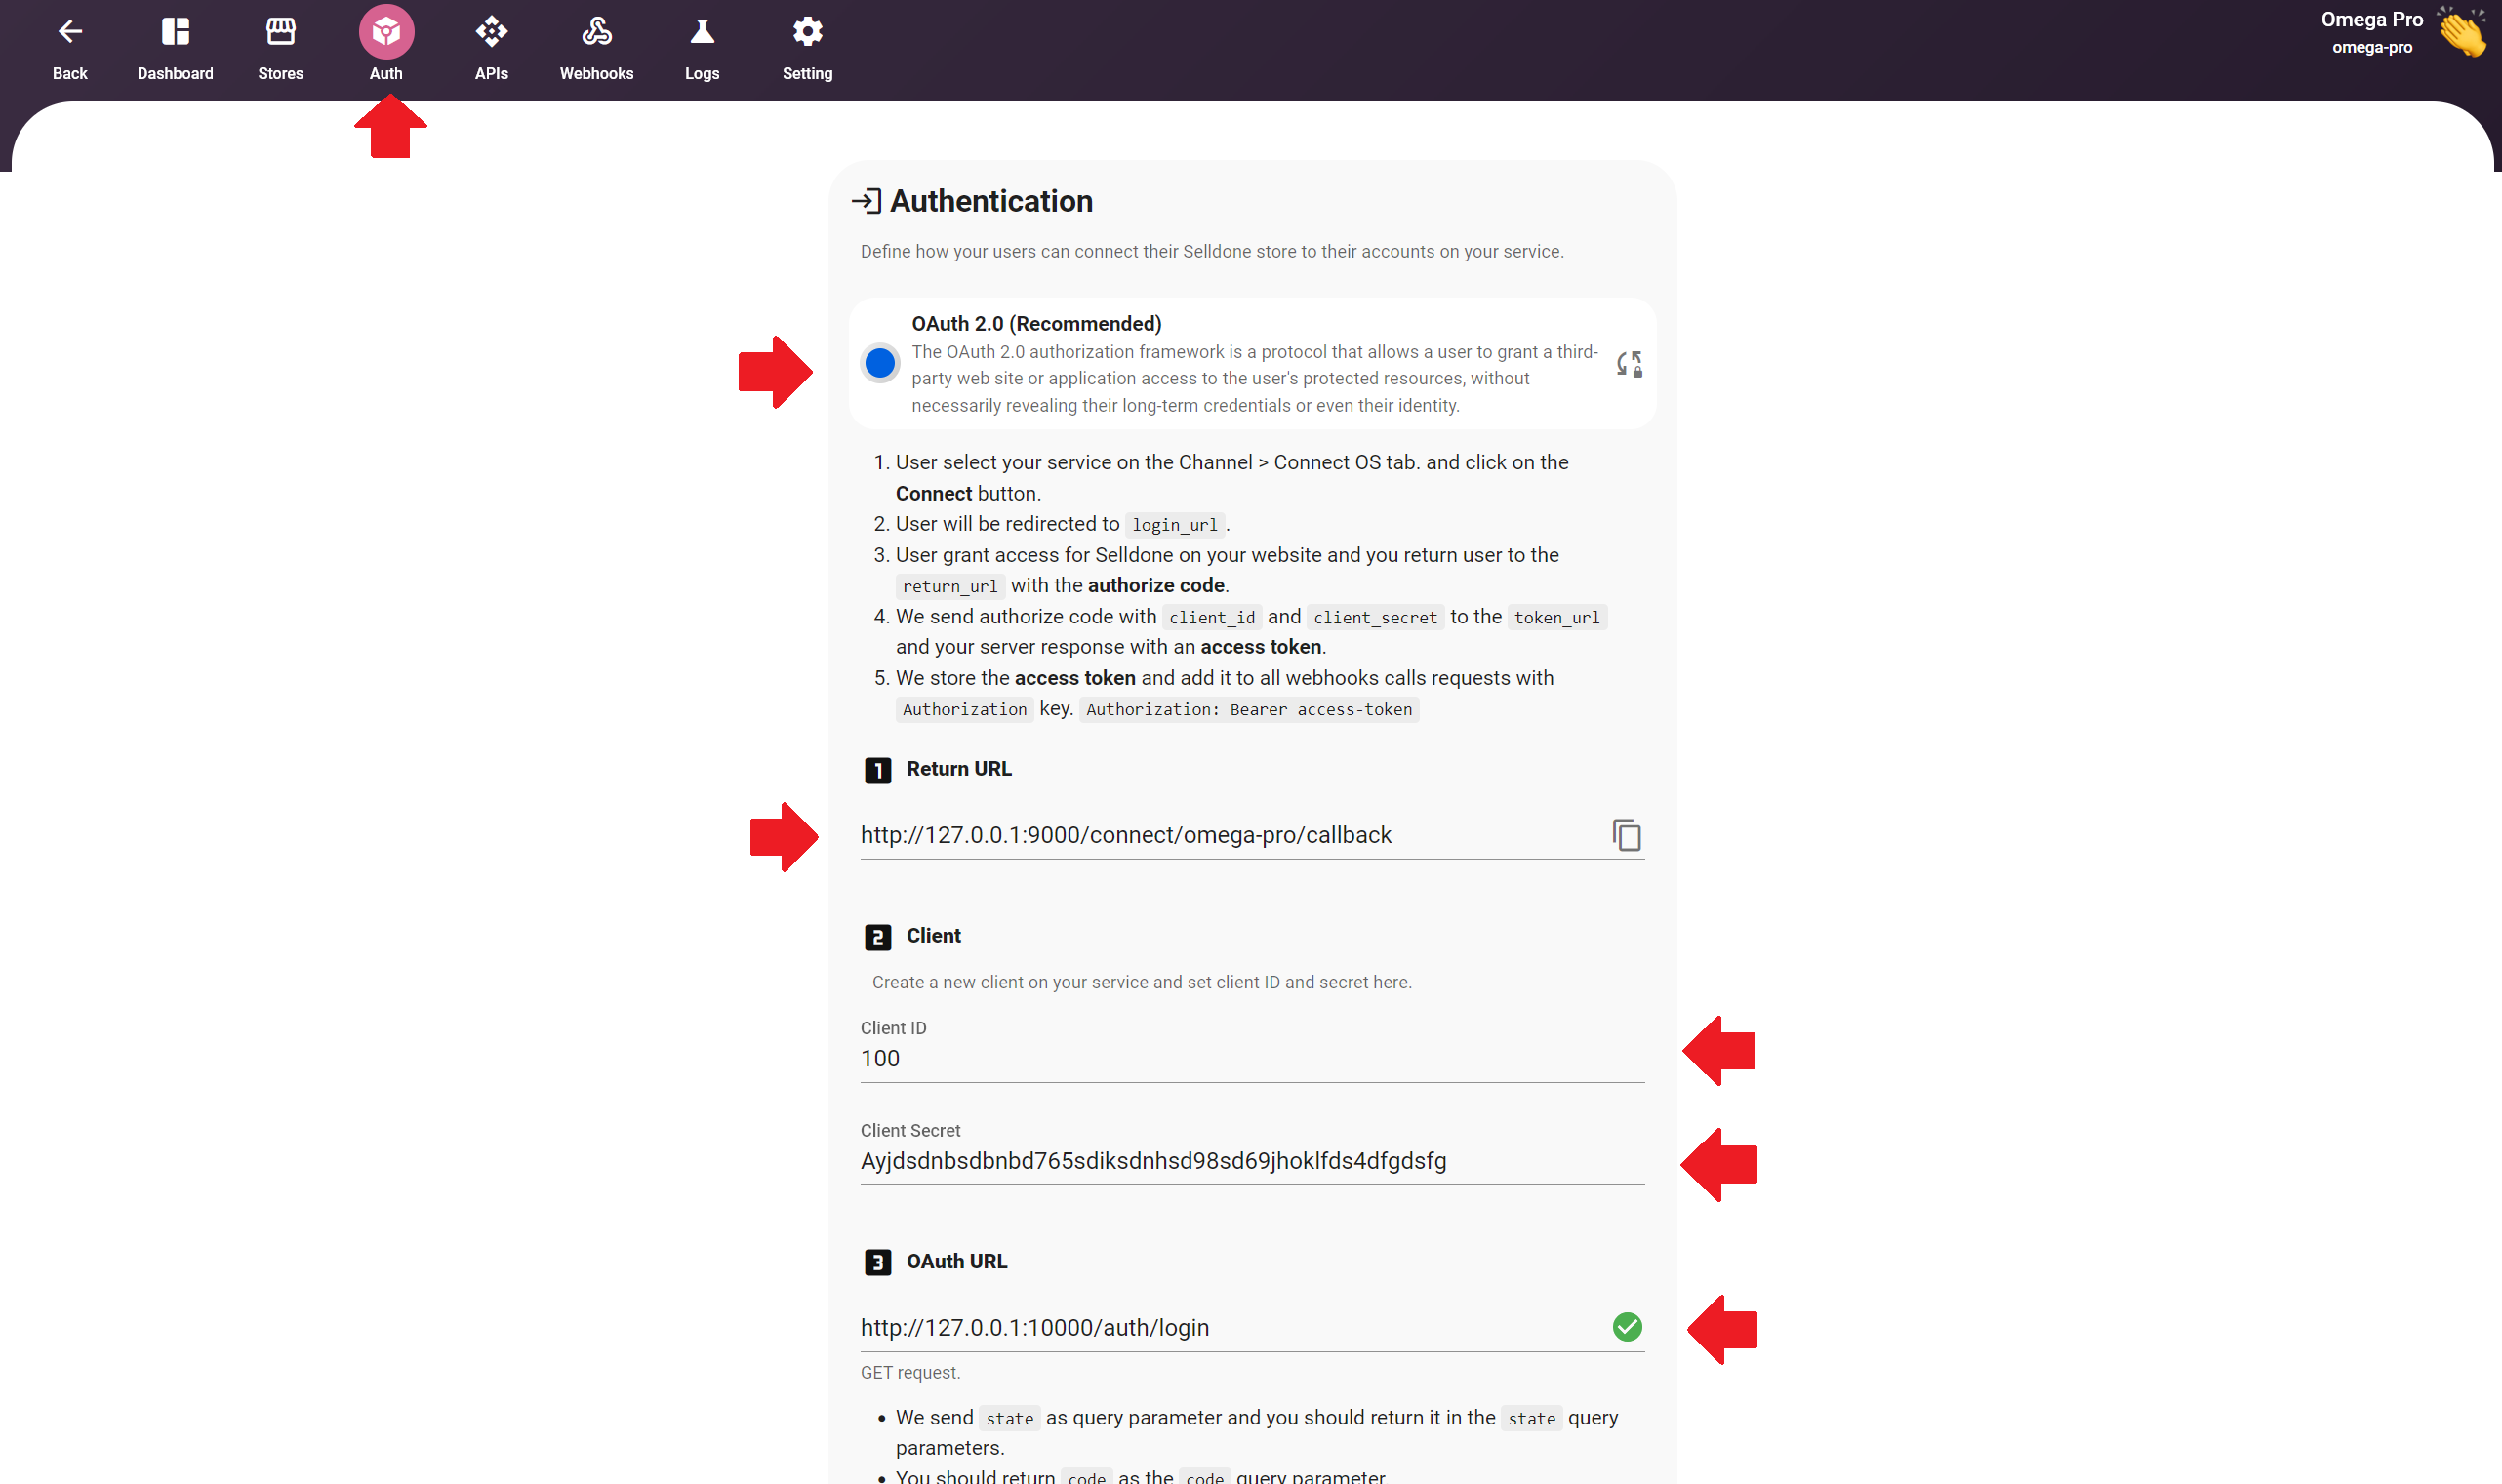 Back
Dashboard
Stores
Auth
APIs
Webhooks
Logs
Setting
Omega Pro
omega-pro
Authentication
Define how your users can connect their Selldone store to their accounts on your service.
OAuth 2.0 (Recommended)
The OAuth 2.0 authorization framework is a protocol that allows a user to grant a third-
party web site or application access to the user's protected resources, without
necessarily revealing their long-term credentials or even their identity.
1. User select your service on the Channel > Connect OS tab. and click on the
Connect button.
2. User will be redirected to login_url.
3. User grant access for Selldone on your website and you return user to the
return_url with the authorize code.
4. We send authorize code with client_id and client_secret to the token_url
and your server response with an access token.
5. We store the access token and add it to all webhooks calls requests with
Authorization key. Authorization: Bearer access-token
1 Return URL
http://127.0.0.1:9000/connect/omega-pro/callback
2 Client
Create a new client on your service and set client ID and secret here.
Client ID
100
Client Secret
Ayjdsdnbsdbnbd765sdiksdnhsd98sd69jhoklfds4dfgdsfg
3 OAuth URL
http://127.0.0.1:10000/auth/login
GET request.
• We send state as query parameter and you should return it in the state query
parameters.
• You should return code as the code query parameter